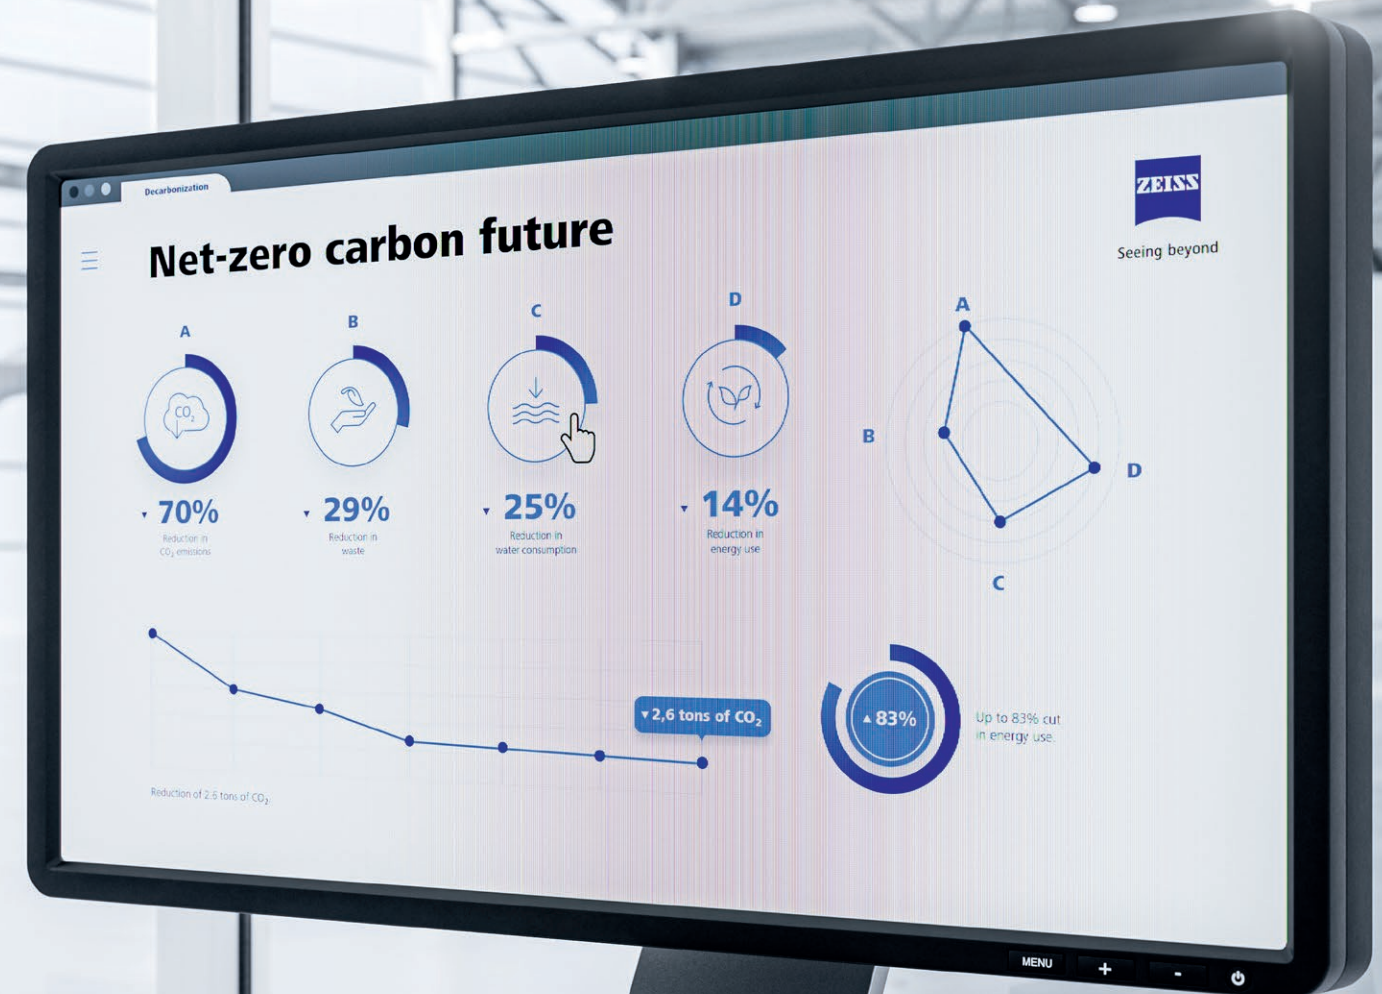 Decarbonization
ZEISS
Seeing beyond
Net-zero carbon future
A
B
C
D
CO₂
70%
29%
25%
14%
Reduction in
CO₂ emissions
Reduction in
waste
Reduction in
water consumption
Reduction in
energy use
A
B
D
C
2,6 tons of CO₂
83%
Up to 83% cut
in energy use.
Reduction of 2.6 tons of CO₂.
MENU
+
-